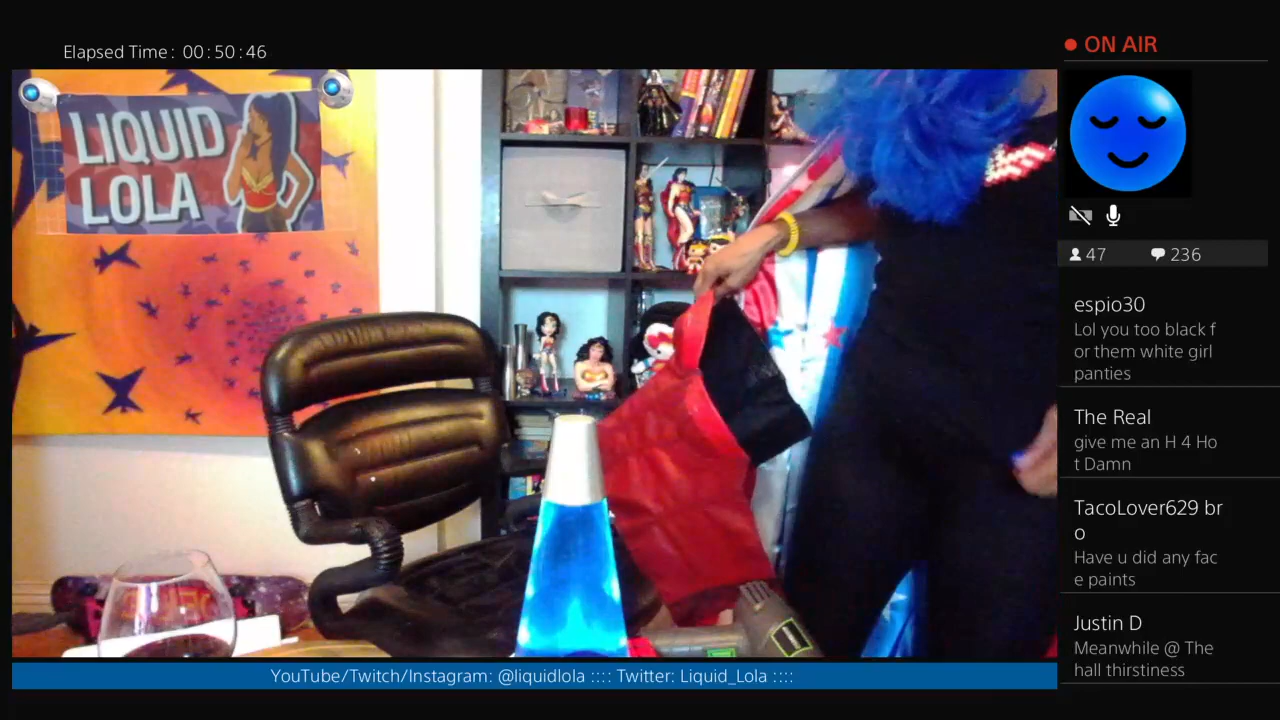 Elapsed Time: 00:50:46
ON AIR
LIQUID
LOLA
47 236
espio30
Lol you too black f
or them white girl
panties
The Real
give me an H 4 Ho
t Damn
TacoLover629 br
o
Have u did any fac
e paints
Justin D
Meanwhile @ The
hall thirstiness
YouTube/Twitch/Instagram: @liquidlola :::: Twitter: Liquid_Lola ::::